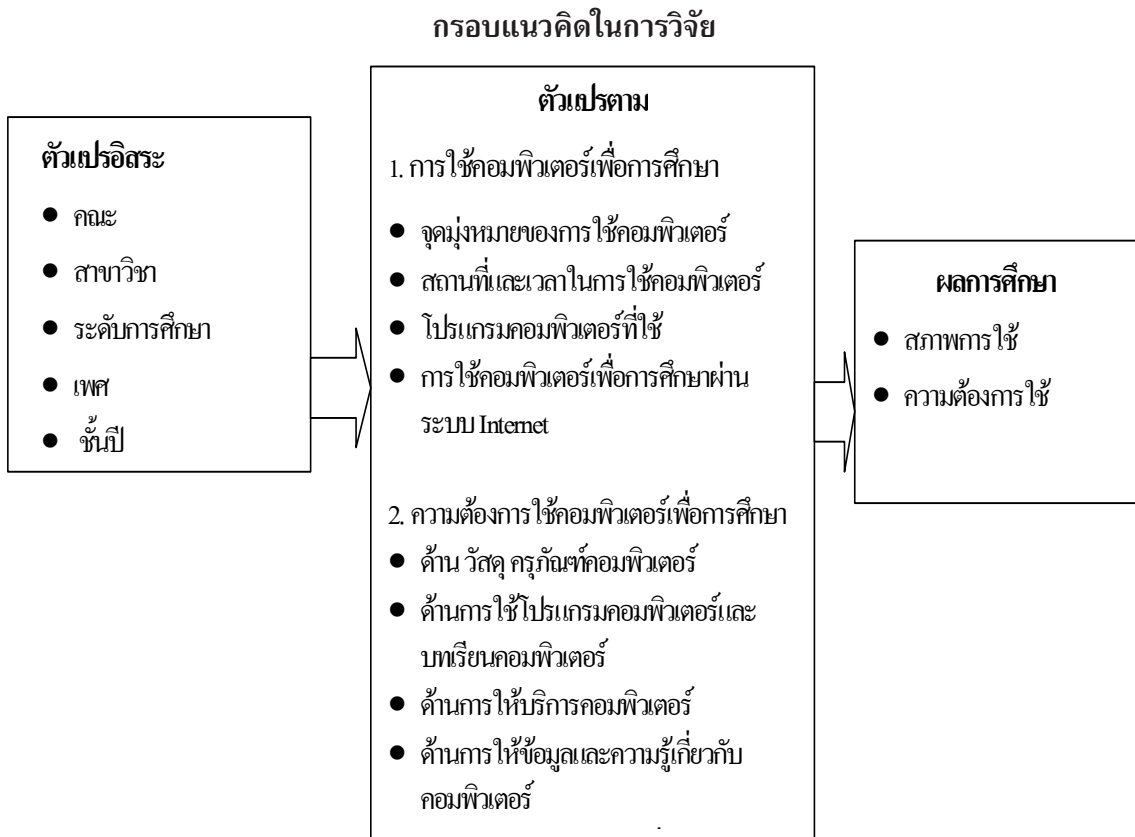 กรอบแนวคิดในการวิจัย
ตัวแปรอิสระ
● คณะ
● สาขาวิชา
● ระดับการศึกษา
● เพศ
● ชั้นปี
ตัวแปรตาม
1. การใช้คอมพิวเตอร์เพื่อการศึกษา
● จุดมุ่งหมายของการใช้คอมพิวเตอร์
● สถานที่และเวลาในการใช้คอมพิวเตอร์
● โปรแกรมคอมพิวเตอร์ที่ใช้
● การใช้คอมพิวเตอร์เพื่อการศึกษาผ่าน
ระบบ Internet
2. ความต้องการใช้คอมพิวเตอร์เพื่อการศึกษา
● ด้าน วัสดุ ครุภัณฑ์คอมพิวเตอร์
● ด้านการใช้โปรแกรมคอมพิวเตอร์และ
บทเรียนคอมพิวเตอร์
● ด้านการให้บริการคอมพิวเตอร์
● ด้านการให้ข้อมูลและความรู้เกี่ยวกับ
คอมพิวเตอร์
ผลการศึกษา
● สภาพการใช้
● ความต้องการใช้